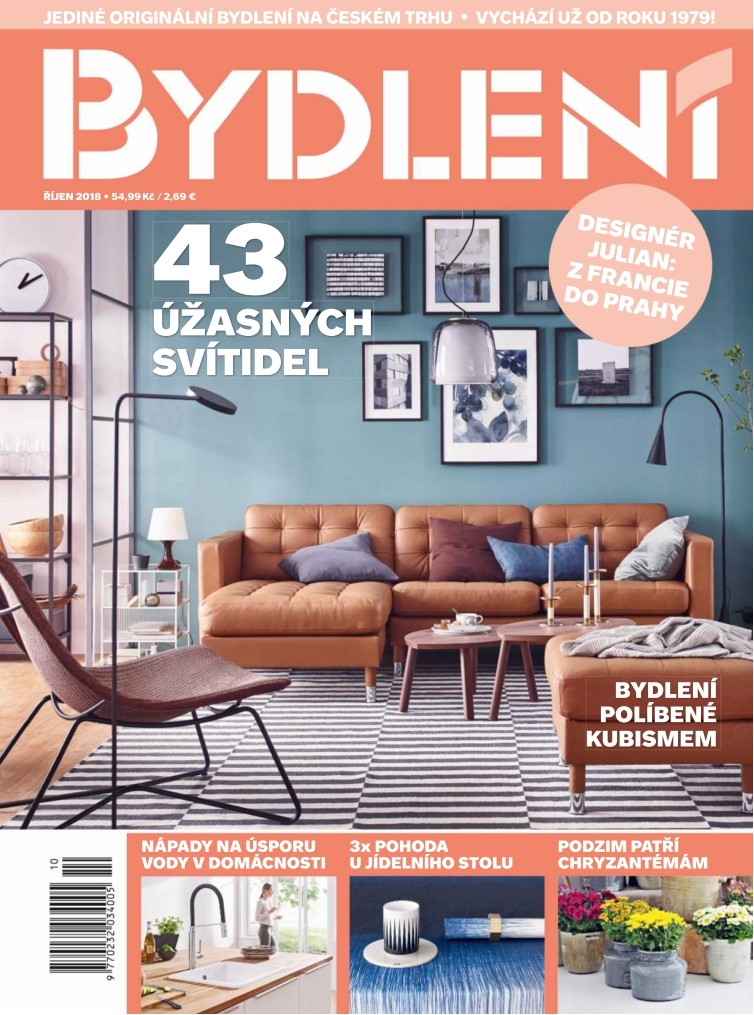 JEDINÉ ORIGINÁLNÍ BYDLENÍ NA ČESKÉM TRHU • VYCHÁZÍ UŽ OD ROKU 1979!
BYDLENÍ
ŘÍJEN 2018 • 54,99 Kč / 2,69 €
43
ÚŽASNÝCH
SVÍTIDEL
DESIGNÉR
JULIAN:
Z FRANCIE
DO PRAHY
BYDLENÍ
POLÍBENÉ
KUBISMEM
NÁPADY NA ÚSPORU
VODY V DOMÁCNOSTI
3x POHODA
U JÍDELNÍHO STOLU
PODZIM PATŘÍ
CHRYZANTÉMÁM
10
9 770232 034005